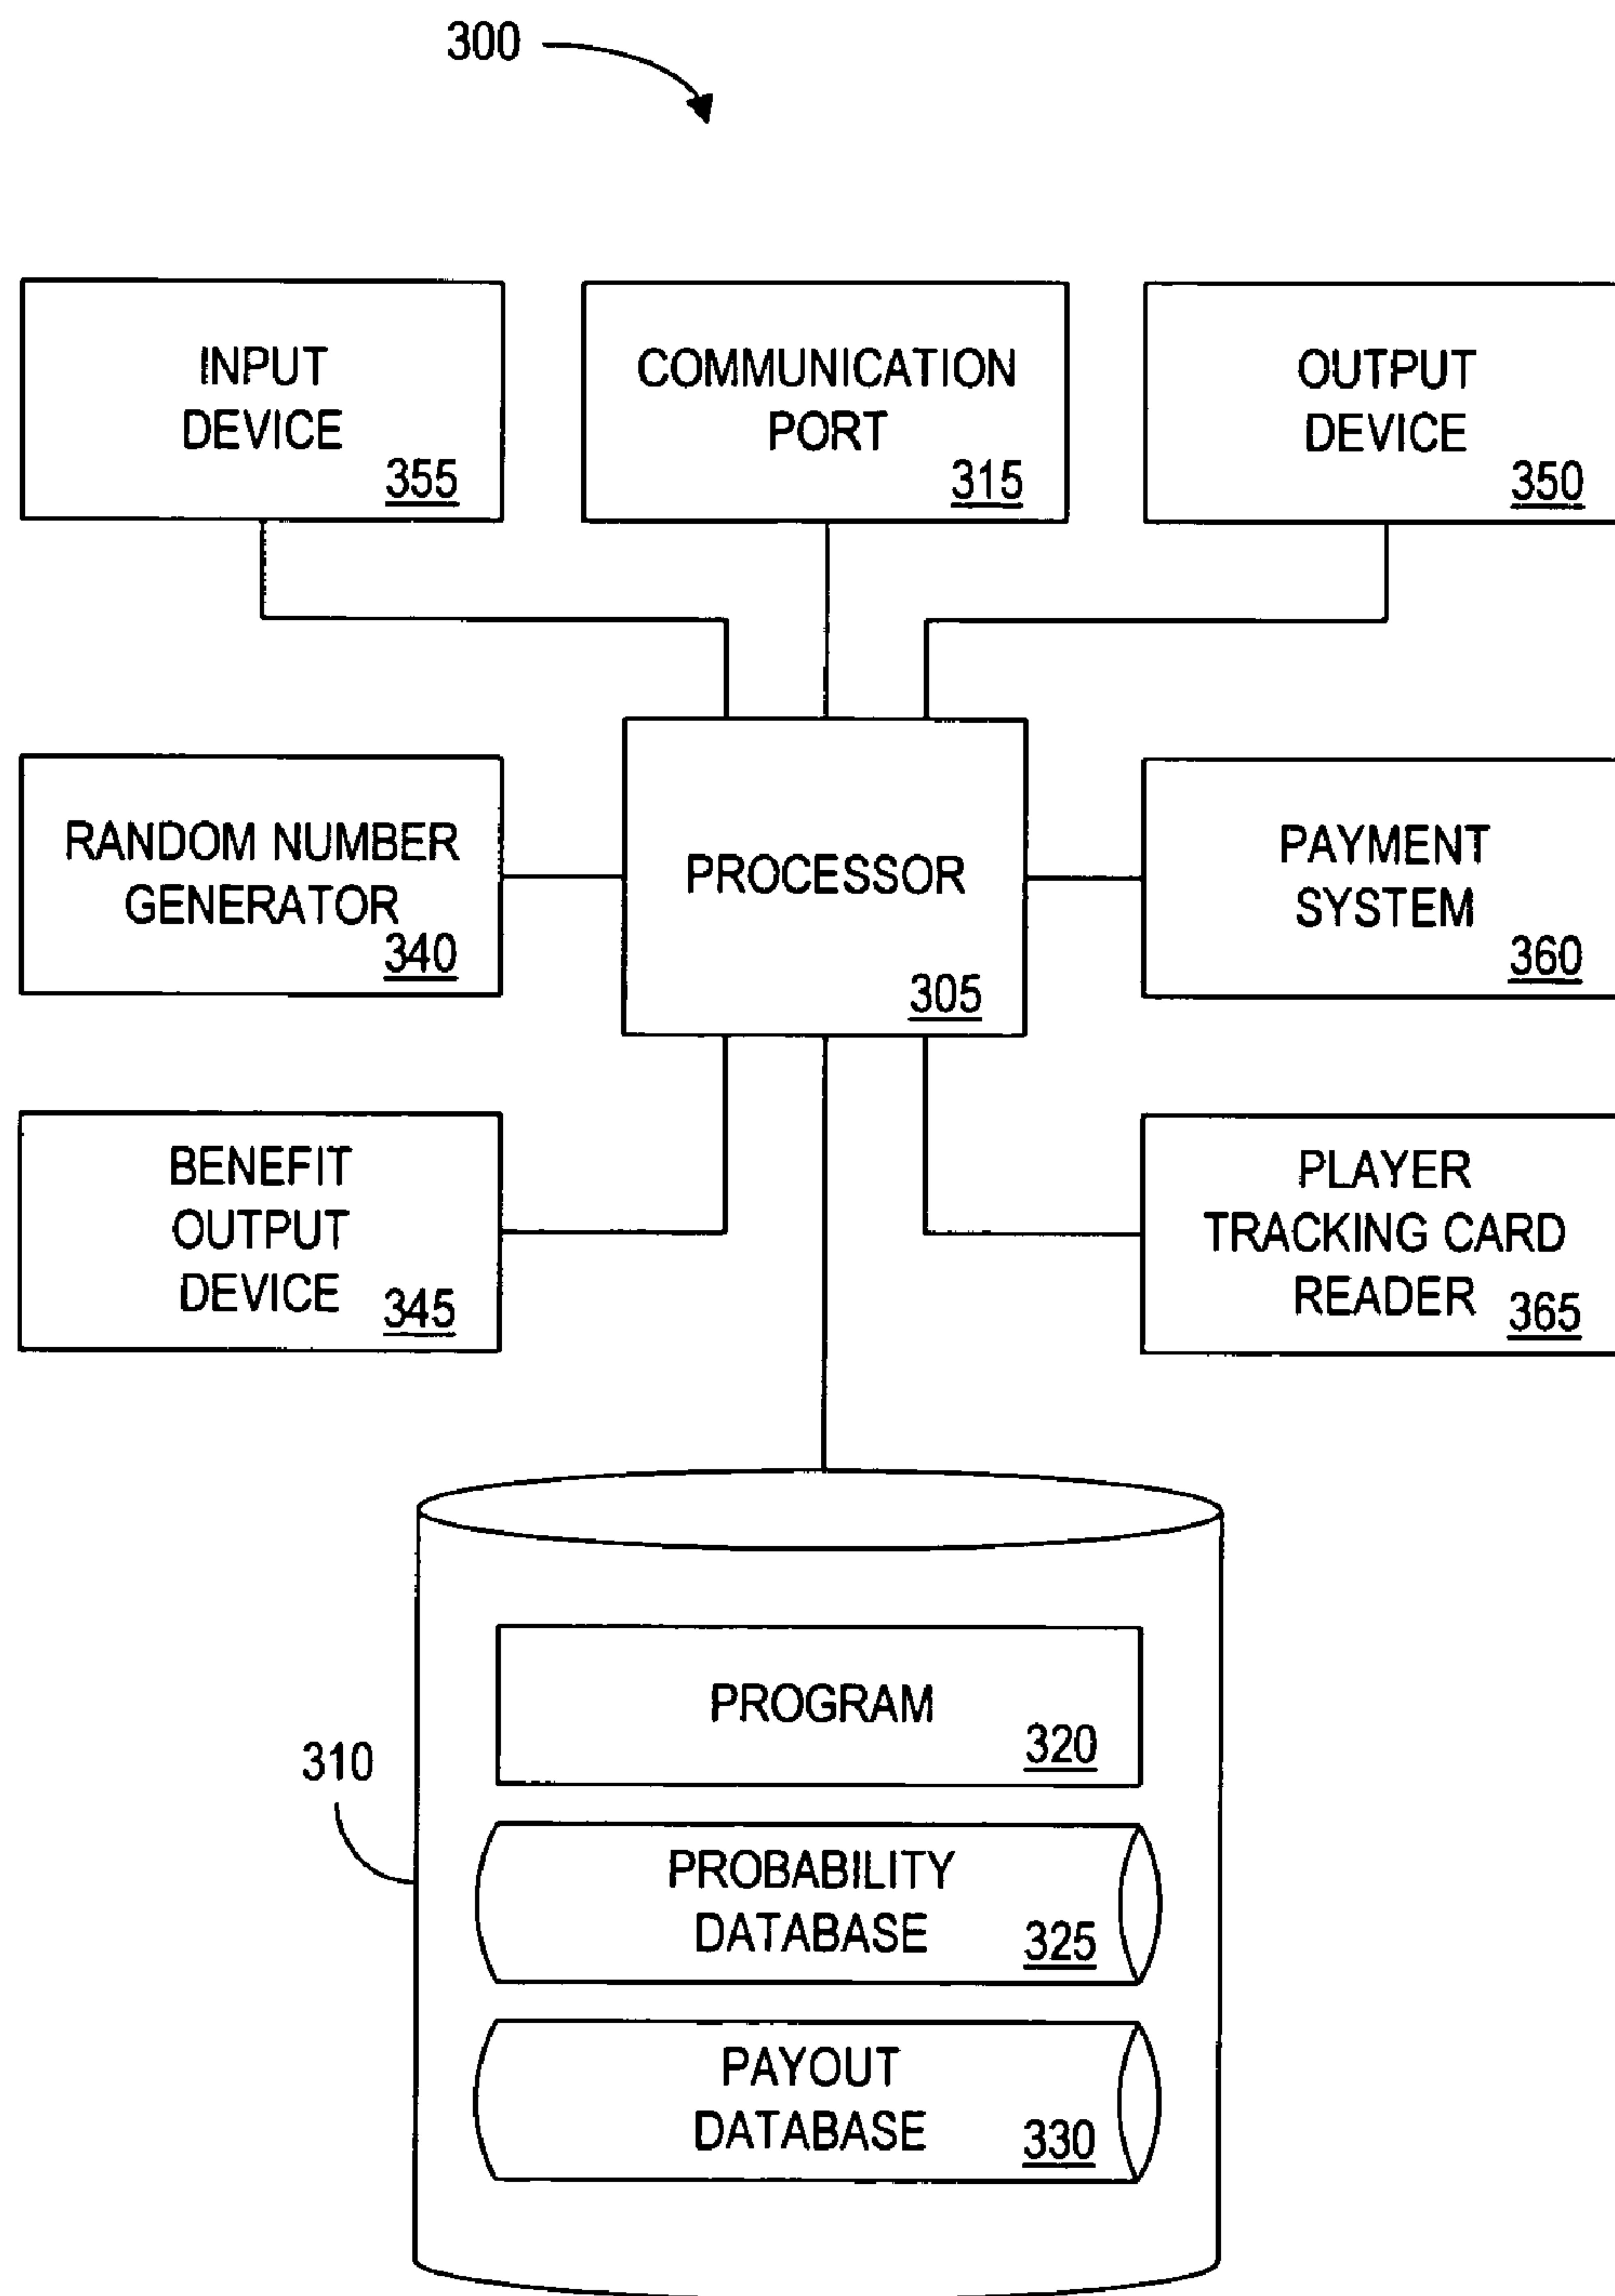 300
INPUT
DEVICE
355
COMMUNICATION
PORT
315
OUTPUT
DEVICE
350
RANDOM NUMBER
GENERATOR
340
PROCESSOR
305
PAYMENT
SYSTEM
360
BENEFIT
OUTPUT
DEVICE
345
PLAYER
TRACKING CARD
READER
365
310
PROGRAM
320
PROBABILITY
DATABASE
325
PAYOUT
DATABASE
330